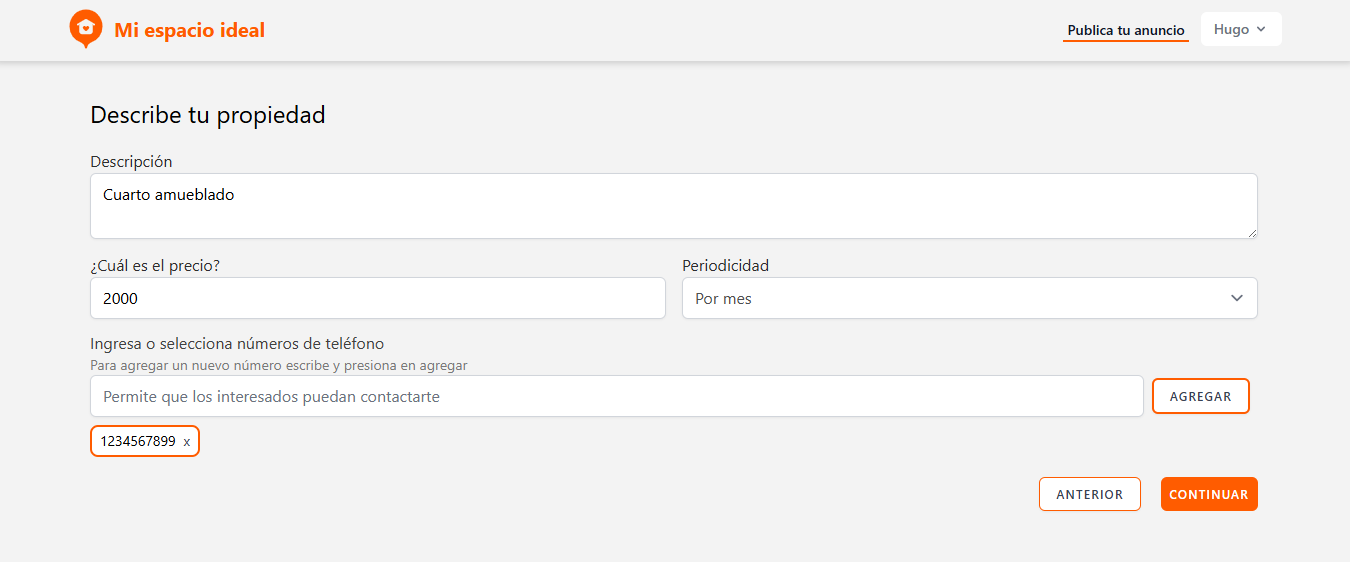 Mi espacio ideal
Publica tu anuncio
Hugo
Describe tu propiedad
Descripción
Cuarto amueblado
¿Cuál es el precio?
Periodicidad
2000
Por mes
Ingresa o selecciona números de teléfono
Para agregar un nuevo número escribe y presiona en agregar
Permite que los interesados puedan contactarte
AGREGAR
1234567899 x
ANTERIOR
CONTINUAR